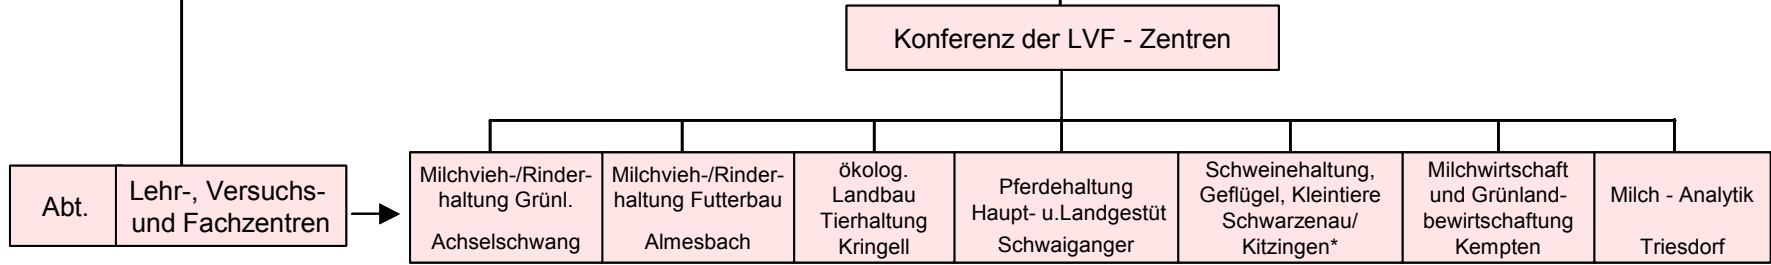 Konferenz der LVF - Zentren
Abt.
Lehr-, Versuchs-
und Fachzentren
Milchvieh-/Rinder-
haltung Grünl.
Achselschwang
Milchvieh-/Rinder-
haltung Futterbau
Almesbach
ökolog.
Landbau
Tierhaltung
Kringell
Pferdehaltung
Haupt- u.Landgestüt
Schwaiganger
Schweinehaltung,
Geflügel, Kleintiere
Schwarzenau/
Kitzingen*
Milchwirtschaft
und Grünland-
bewirtschaftung
Kempten
Milch - Analytik
Triesdorf